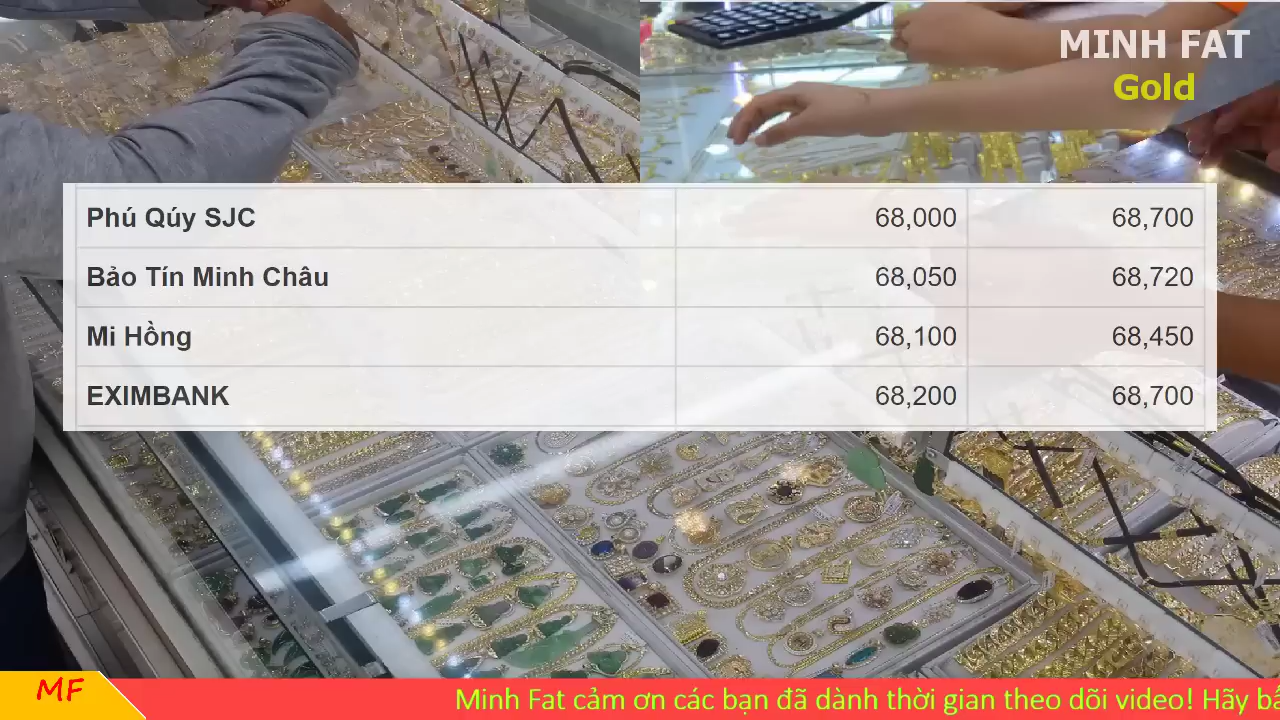 MINH FAT
Gold
Phú Qúy SJC 68,000 68,700
Bảo Tín Minh Châu 68,050 68,720
Mi Hồng 68,100 68,450
EXIMBANK 68,200 68,700
MF
Minh Fat cảm ơn các bạn đã dành thời gian theo dõi video! Hãy bấ